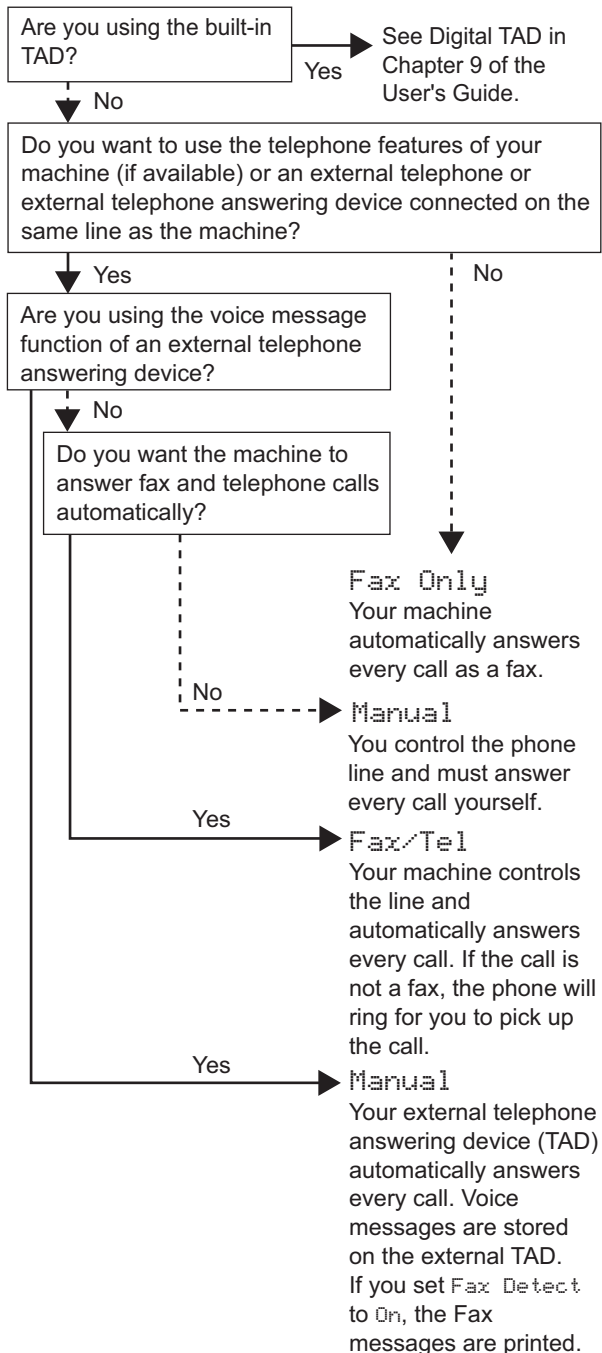 Are you using the built-in
TAD?
Yes
See Digital TAD in
Chapter 9 of the
User's Guide.
No
Do you want to use the telephone features of your
machine (if available) or an external telephone or
external telephone answering device connected on the
same line as the machine?
Yes
No
Are you using the voice message
function of an external telephone
answering device?
No
Do you want the machine to
answer fax and telephone calls
automatically?
Fax Only
Your machine
automatically answers
every call as a fax.
No
Manual
You control the phone
line and must answer
every call yourself.
Yes
Fax/Tel
Your machine controls
the line and
automatically answers
every call. If the call is
not a fax, the phone will
ring for you to pick up
the call.
Yes
Manual
Your external telephone
answering device (TAD)
automatically answers
every call. Voice
messages are stored
on the external TAD.
If you set Fax Detect
to On, the Fax
messages are printed.